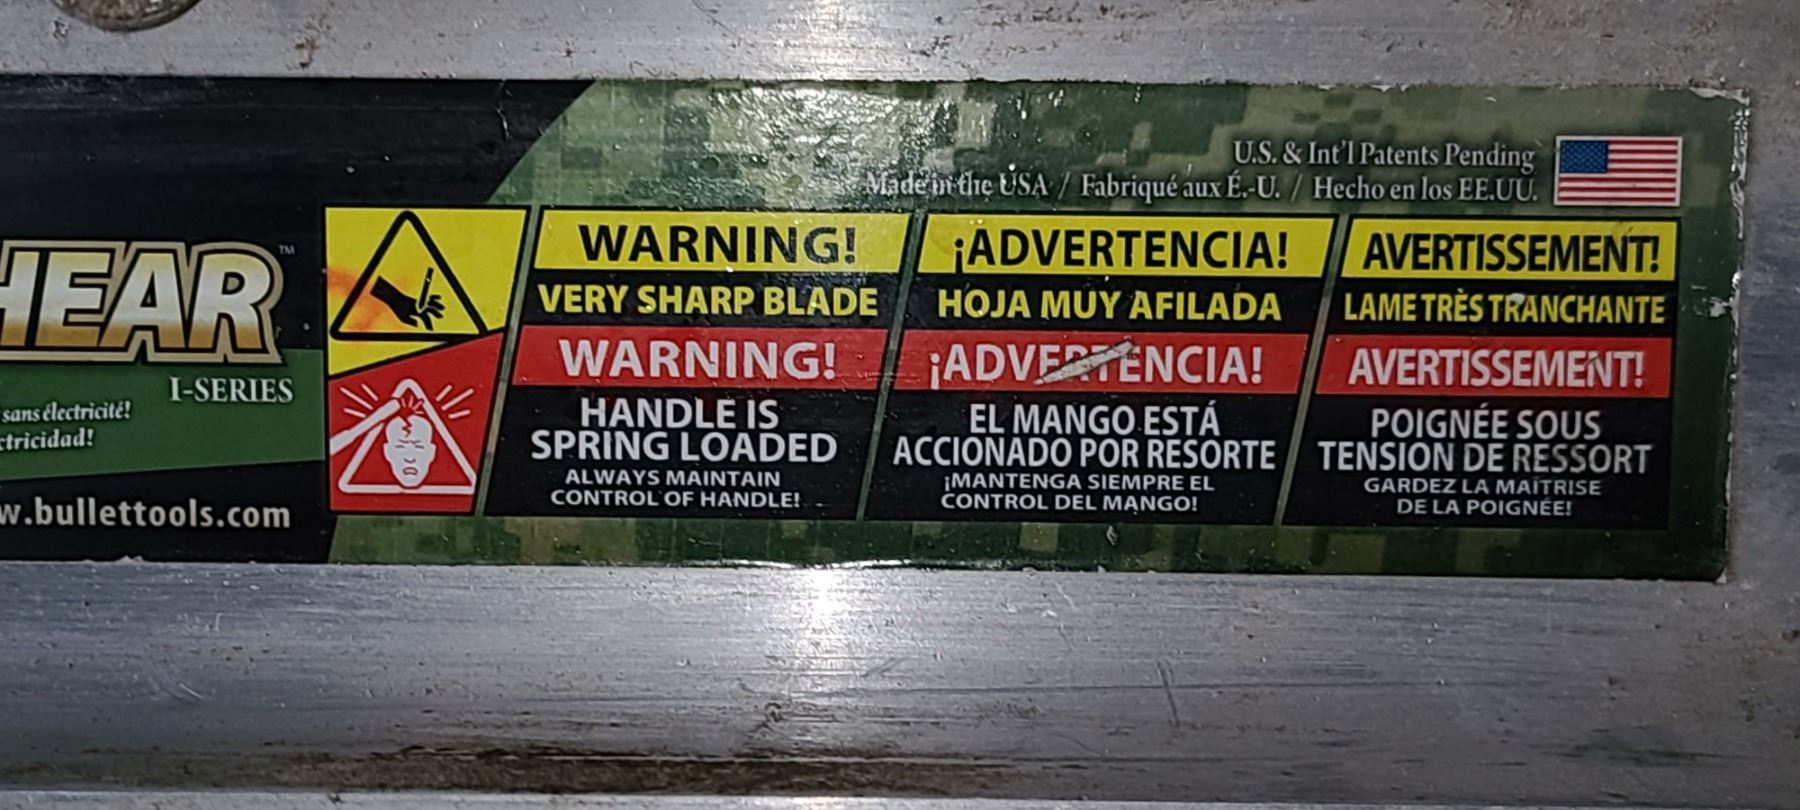 HEAR™
I-SERIES
sans électricité!
ctricidad!
w.bullettools.com
U.S. & Int'l Patents Pending
Made in the USA / Fabriqué aux É.-U. / Hecho en los EE.UU.
WARNING!
VERY SHARP BLADE
WARNING!
HANDLE IS
SPRING LOADED
ALWAYS MAINTAIN
CONTROL OF HANDLE!
¡ADVERTENCIA!
HOJA MUY AFILADA
¡ADVERTENCIA!
EL MANGO ESTÁ
ACCIONADO POR RESORTE
¡MANTENGA SIEMPRE EL
CONTROL DEL MANGO!
AVERTISSEMENT!
LAME TRÈS TRANCHANTE
AVERTISSEMENT!
POIGNÉE SOUS
TENSION DE RESSORT
GARDEZ LA MAÎTRISE
DE LA POIGNÉE!